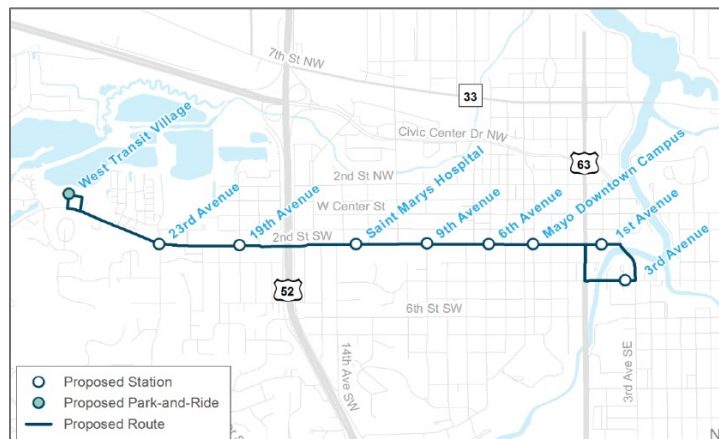 7th St NW
33
Civic Center Dr NW
63
West Transit Village
2nd St NW
W Center St
23rd Avenue
19th Avenue
2nd St SW
Saint Marys Hospital
9th Avenue
6th Avenue
Mayo Downtown Campus
1st Avenue
3rd Avenue
52
6th St SW
14th Ave SW
3rd Ave SE
Proposed Station
Proposed Park-and-Ride
Proposed Route
N